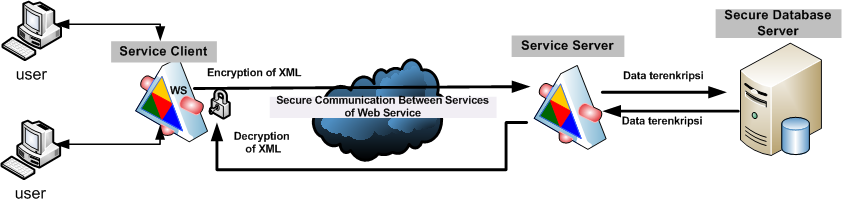 Secure Database
Server
Service Client
Service Server
user
Encryption of XML
WS
Data terenkripsi
Secure Communication Between Services
of Web Service
Data terenkripsi
Decryption
of XML
user